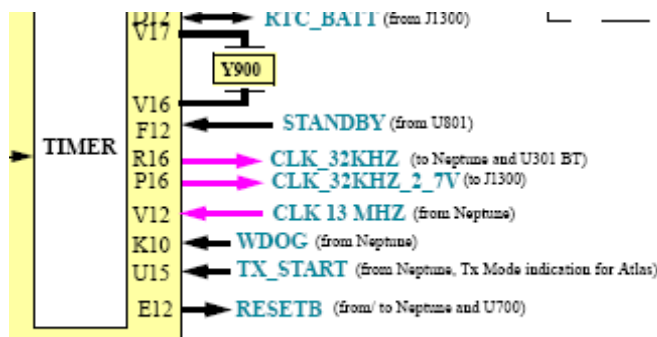 D17 RTC_BATT (from J1300)
V17
Y900
V16
F12 STANDBY (from U801)
TIMER
R16 CLK_32KHZ (to Neptune and U301 BT)
P16 CLK_32KHZ_2_7V (to J1300)
V12 CLK 13 MHZ (from Neptune)
K10 WDOG (from Neptune)
U15 TX_START (from Neptune, Tx Mode indication for Atlas)
E12 RESETB (from/ to Neptune and U700)